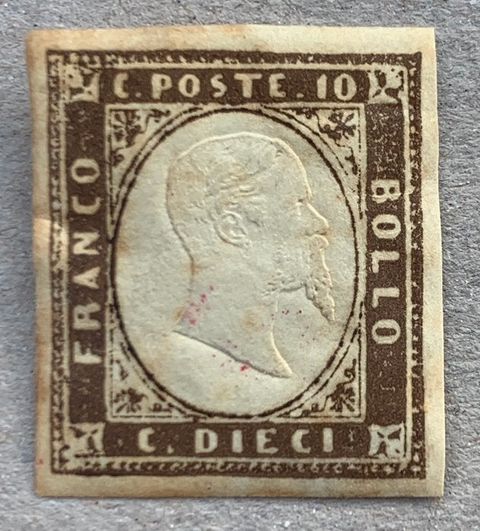 C. POSTE. 10
FRANCO
BOLLO
C. DIECI